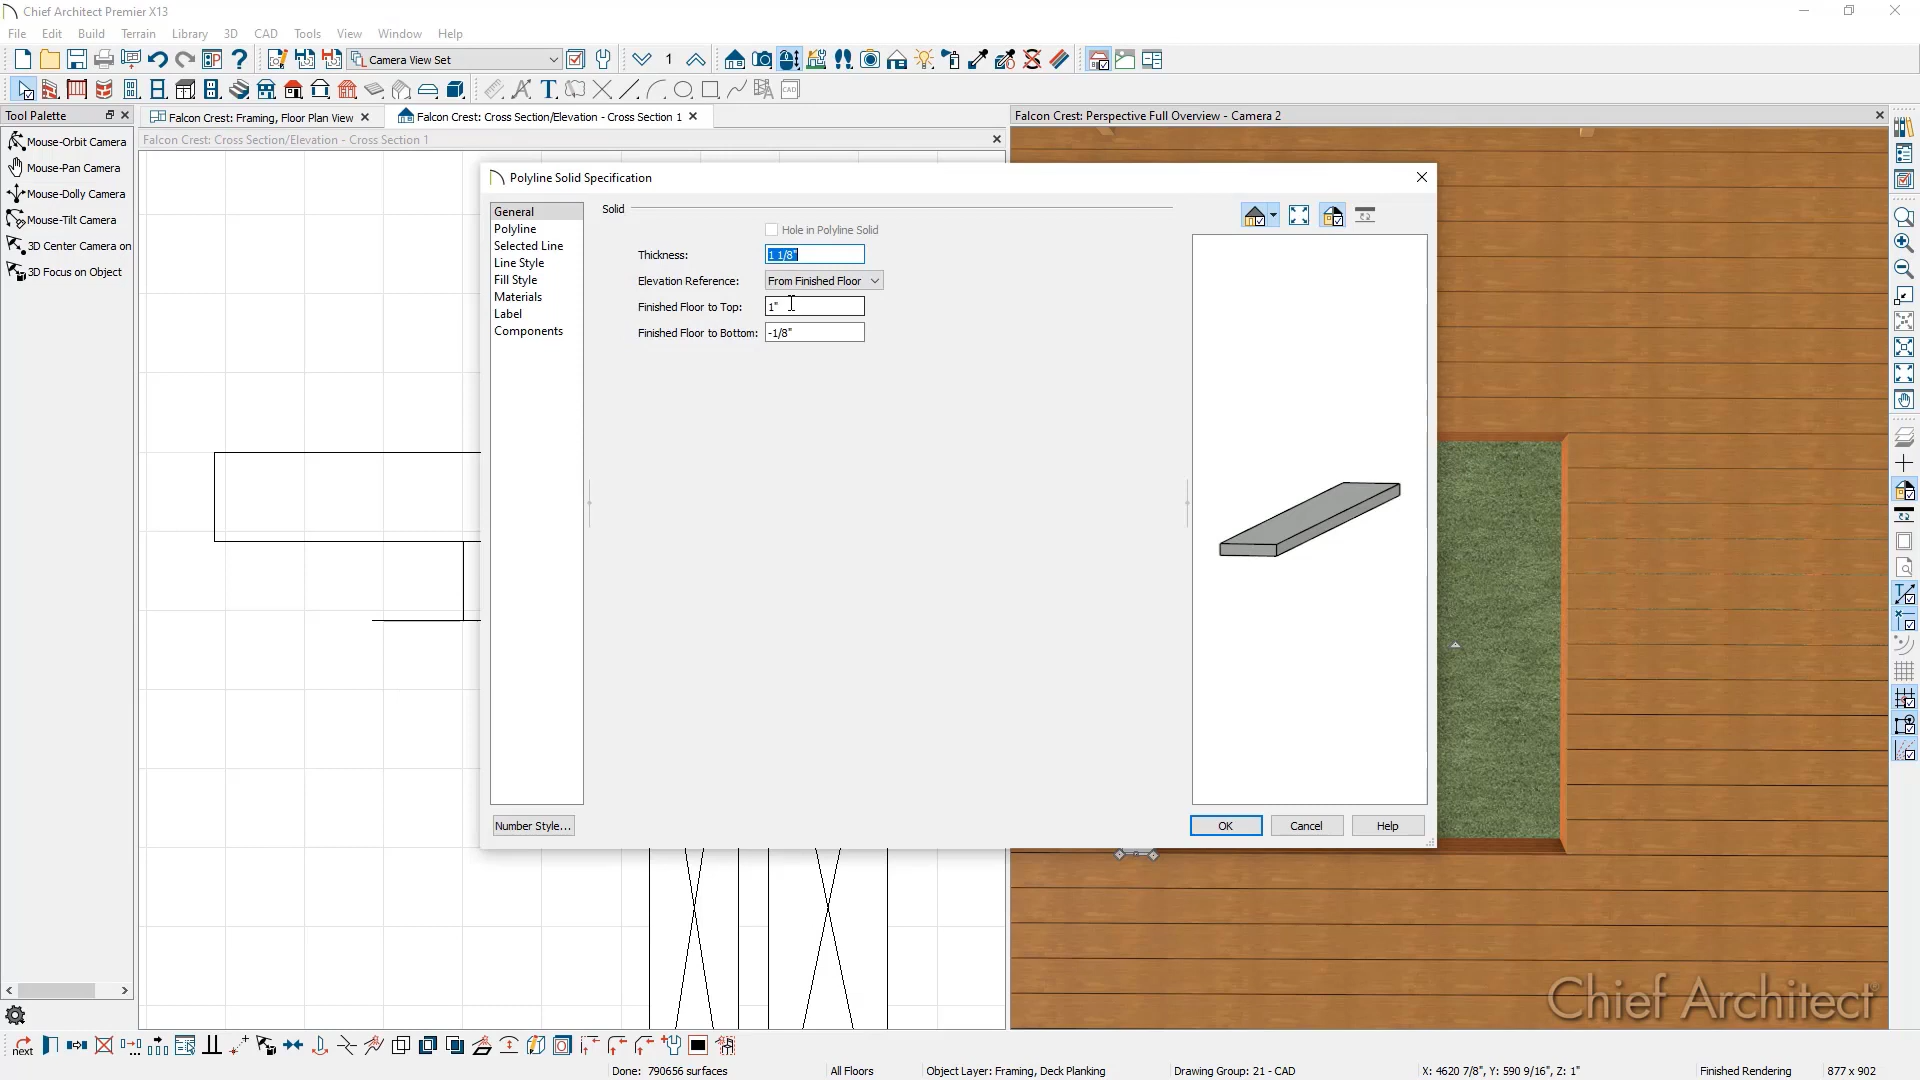 Chief Architect Premier X13
File Edit Build Terrain Library 3D CAD Tools View Window Help
Camera View Set
1
Tool Palette
Falcon Crest: Framing, Floor Plan View
Falcon Crest: Cross Section/Elevation - Cross Section 1
Falcon Crest: Perspective Full Overview - Camera 2
Falcon Crest: Cross Section/Elevation - Cross Section 1
Mouse-Orbit Camera
Mouse-Pan Camera
Mouse-Dolly Camera
Mouse-Tilt Camera
3D Center Camera on
3D Focus on Object
Polyline Solid Specification
General
Polyline
Selected Line
Line Style
Fill Style
Materials
Label
Components
Solid
Hole in Polyline Solid
Thickness: 1 1/8"
Elevation Reference: From Finished Floor
Finished Floor to Top: 1"
Finished Floor to Bottom: -1/8"
Number Style...
OK
Cancel
Help
Chief Architect
next
Done: 790656 surfaces
All Floors
Object Layer: Framing, Deck Planking
Drawing Group: 21 - CAD
X: 4620 7/8", Y: 590 9/16", Z: 1"
Finished Rendering
877 x 902